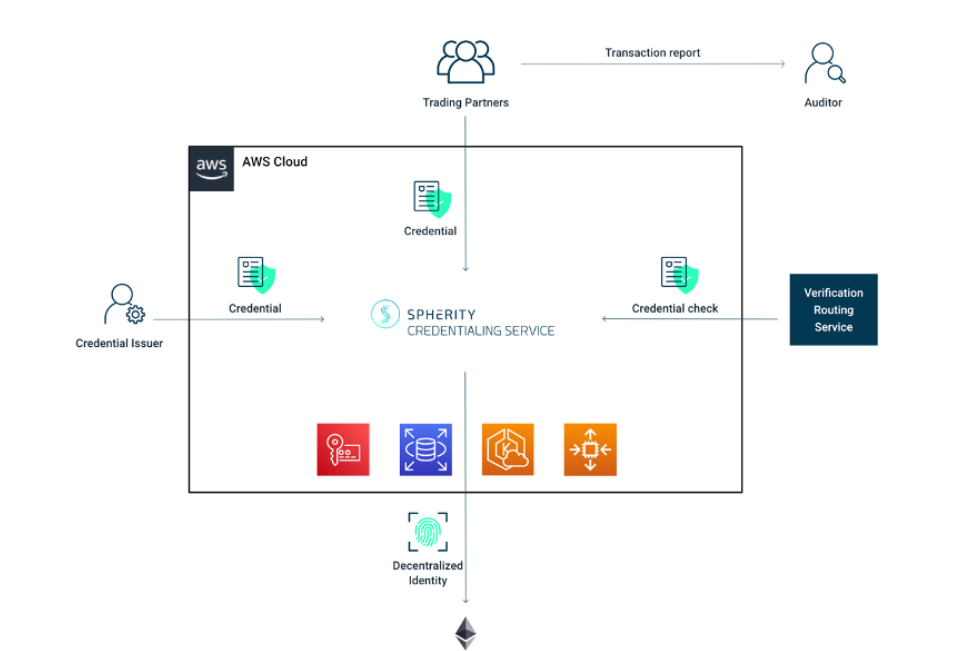 Transaction report
Trading Partners
Auditor
aws
AWS Cloud
Credential
Credential
Credential check
SPHERITY
CREDENTIALING SERVICE
Verification
Routing
Service
Credential Issuer
K
Decentralized
Identity